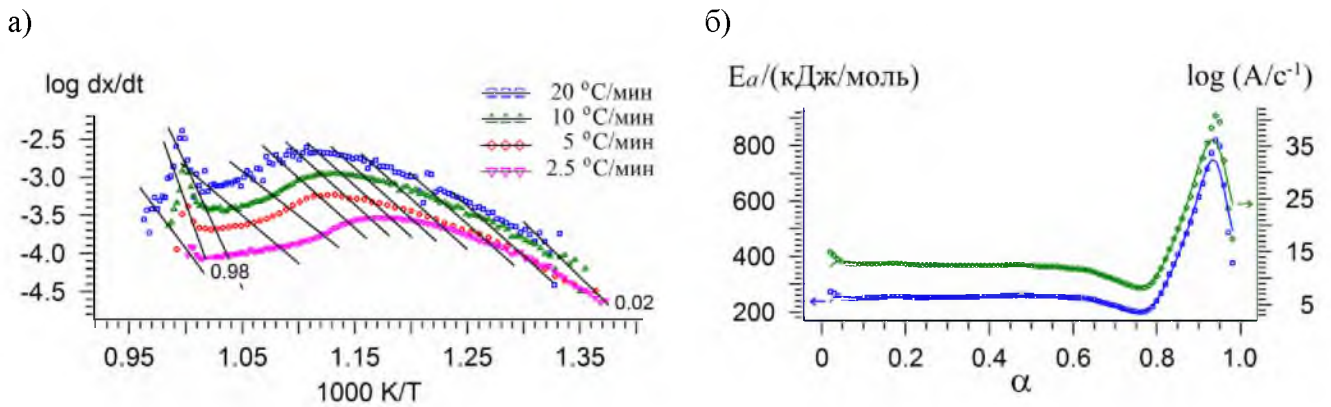 а)
log dx/dt
20 °C/мин
10 °C/мин
5 °C/мин
2.5 °C/мин
-2.5
-3.0
-3.5
-4.0
-4.5
0.98
0.02
0.95 1.05 1.15 1.25 1.35
1000 K/T
б)
Ea/(кДж/моль)
log (A/c⁻¹)
800
600
400
200
35
25
15
5
0 0.2 0.4 0.6 0.8 1.0
α